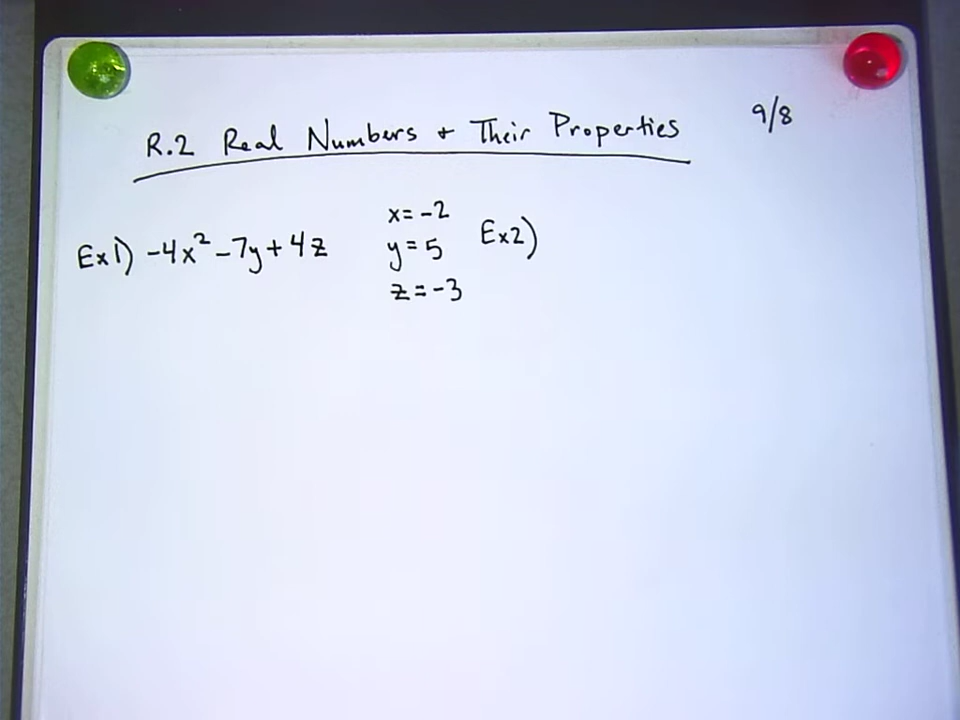 R.2 Real Numbers + Their Properties 9/8
Ex1) -4x² - 7y + 4z
x = -2
y = 5
z = -3
Ex2)